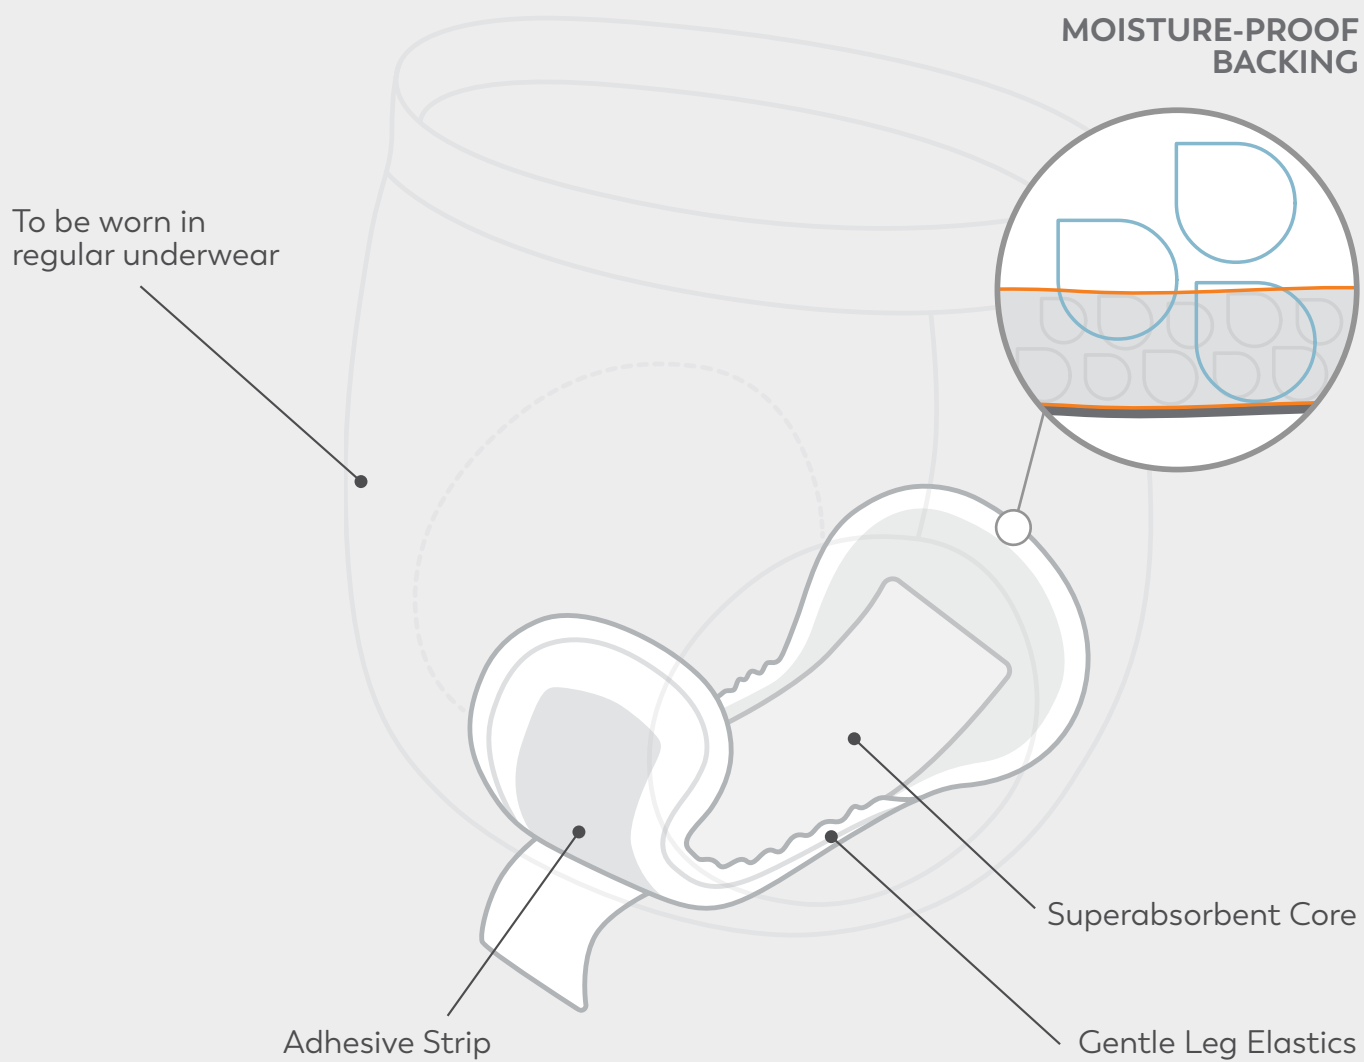 MOISTURE-PROOF
BACKING
To be worn in
regular underwear
Superabsorbent Core
Adhesive Strip
Gentle Leg Elastics